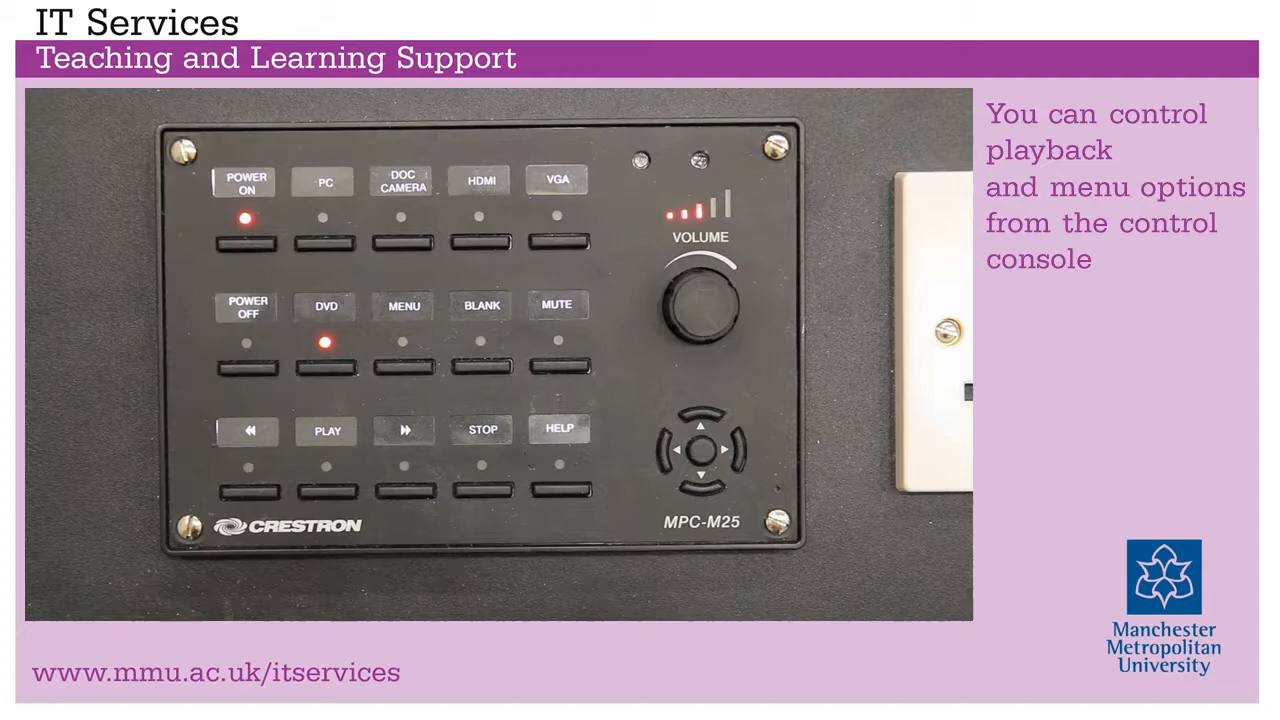 IT Services
Teaching and Learning Support
You can control
playback
and menu options
from the control
console
POWER
ON
PC
DOC
CAMERA
HDMI
VGA
VOLUME
POWER
OFF
DVD
MENU
BLANK
MUTE
PLAY
STOP
HELP
CRESTRON
MPC-M25
Manchester
Metropolitan
University
www.mmu.ac.uk/itservices